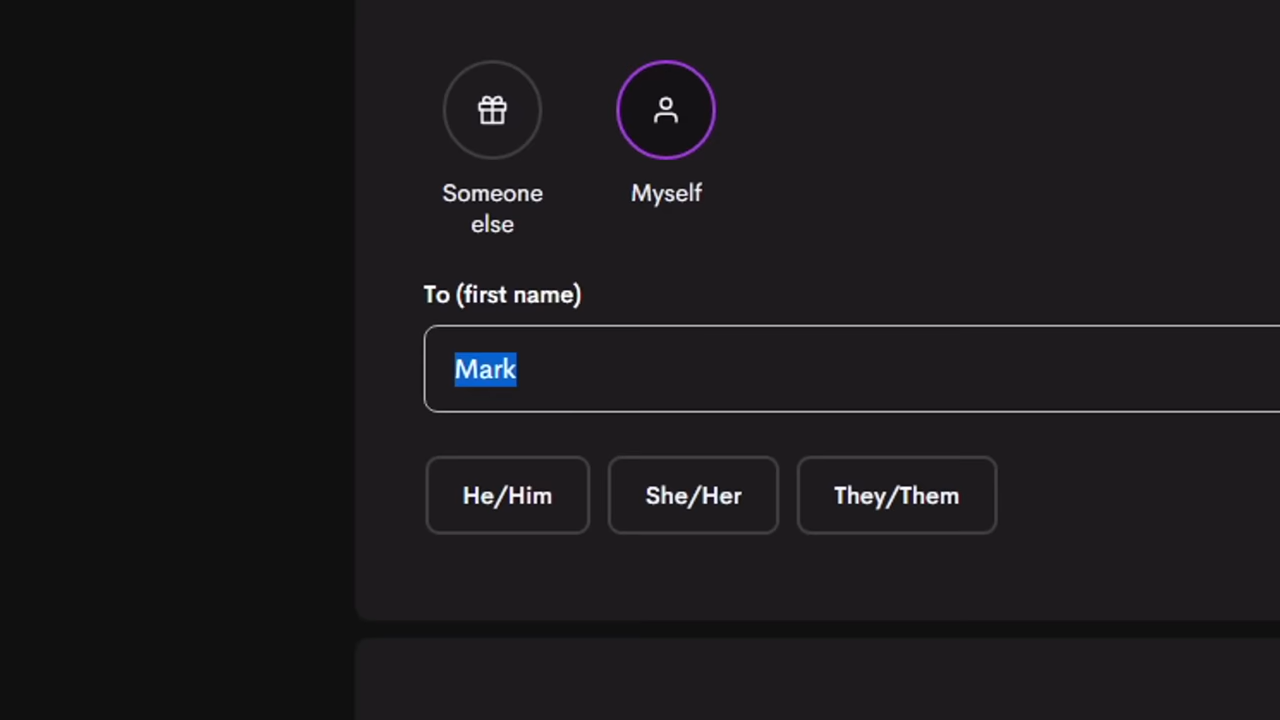 Someone
else
Myself
To (first name)
Mark
He/Him
She/Her
They/Them